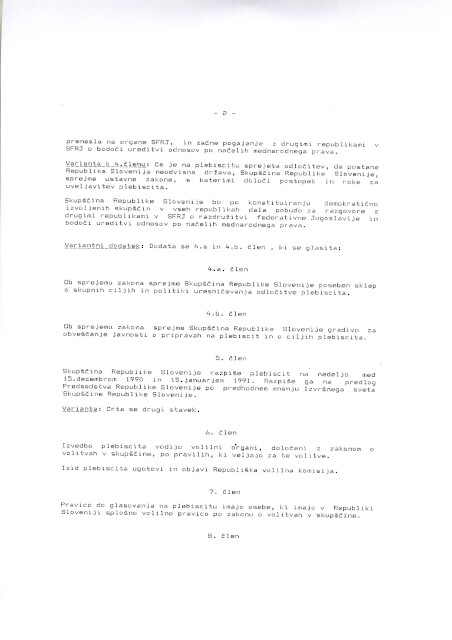 - 2 -
prenesla na organe SFRJ, in začne pogajanje z drugimi republikami v
SFRJ o bodoči ureditvi odnosov po načelih mednarodnega prava.
Varianta k 4.členu: Če je na plebiscitu sprejeta odločitev, da postane
Republika Slovenija neodvisna država, Skupščina Republike Slovenije,
sprejme ustavne zakone, s katerimi določi postopek in roke za
uveljavitev plebiscita.
Skupščina Republike Slovenije bo po konstituiranju demokratično
izvoljenih skupščin v vseh republikah dala pobudo za razgovore z
drugimi republikami v SFRJ o razdružitvi federativne Jugoslavije in
bodoči ureditvi odnosov po načelih mednarodnega prava.
Variantni dodatek: Dodata se 4.a in 4.b. člen , ki se glasita:
4.a. člen
Ob sprejemu zakona sprejme Skupščina Republike Slovenije poseben sklep
o skupnih ciljih in politiki uresničevanja odločitve plebiscita.
4.b. člen
Ob sprejemu zakona sprejme Skupščina Republike Slovenije gradivo za
obveščanje javnosti o pripravah na plebiscit in o ciljih plebiscita.
5. člen
Skupščina Republike Slovenije razpiše plebiscit na nedeljo med
15.decembrom 1990 in 15.januarjem 1991. Razpiše ga na predlog
Predsedstva Republike Slovenije po predhodnem mnenju Izvršnega sveta
Skupščine Republike Slovenije.
Varianta: Črta se drugi stavek.
6. člen
Izvedbo plebiscita vodijo volilni organi, določeni z zakonom o
volitvah v skupščine, po pravilih, ki veljajo za te volitve.
Izid plebiscita ugotovi in objavi Republiška volilna komisija.
7. člen
Pravico do glasovanja na plebiscitu imajo osebe, ki imajo v Republiki
Sloveniji splošno volilno pravico po zakonu o volitvah v skupščine.
8. člen